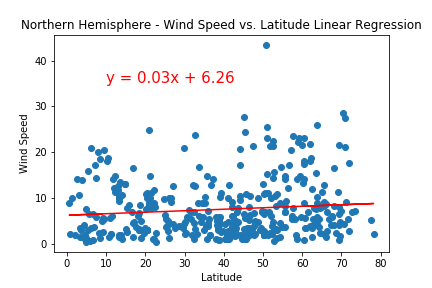 Northern Hemisphere - Wind Speed vs. Latitude Linear Regression
y = 0.03x + 6.26
Wind Speed
40
30
20
10
0
0 10 20 30 40 50 60 70 80
Latitude